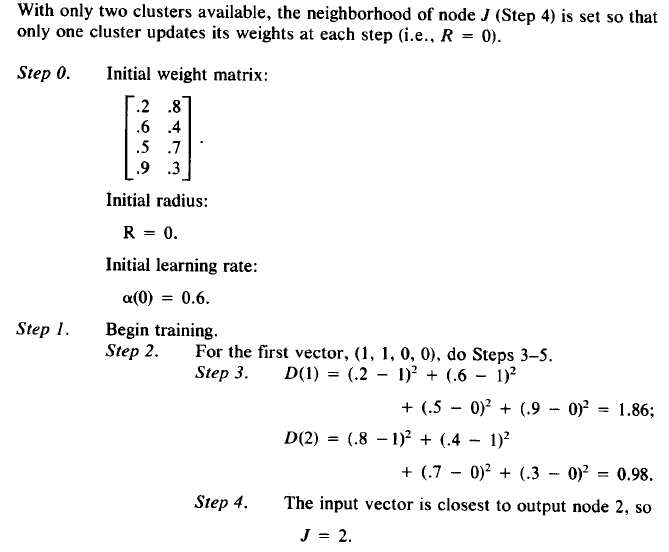 With only two clusters available, the neighborhood of node J (Step 4) is set so that
only one cluster updates its weights at each step (i.e., R = 0).
Step 0. Initial weight matrix:
[.2 .8
.6 .4
.5 .7
.9 .3] .
Initial radius:
R = 0.
Initial learning rate:
α(0) = 0.6.
Step 1. Begin training.
Step 2. For the first vector, (1, 1, 0, 0), do Steps 3–5.
Step 3. D(1) = (.2 − 1)² + (.6 − 1)²
+ (.5 − 0)² + (.9 − 0)² = 1.86;
D(2) = (.8 − 1)² + (.4 − 1)²
+ (.7 − 0)² + (.3 − 0)² = 0.98.
Step 4. The input vector is closest to output node 2, so
J = 2.